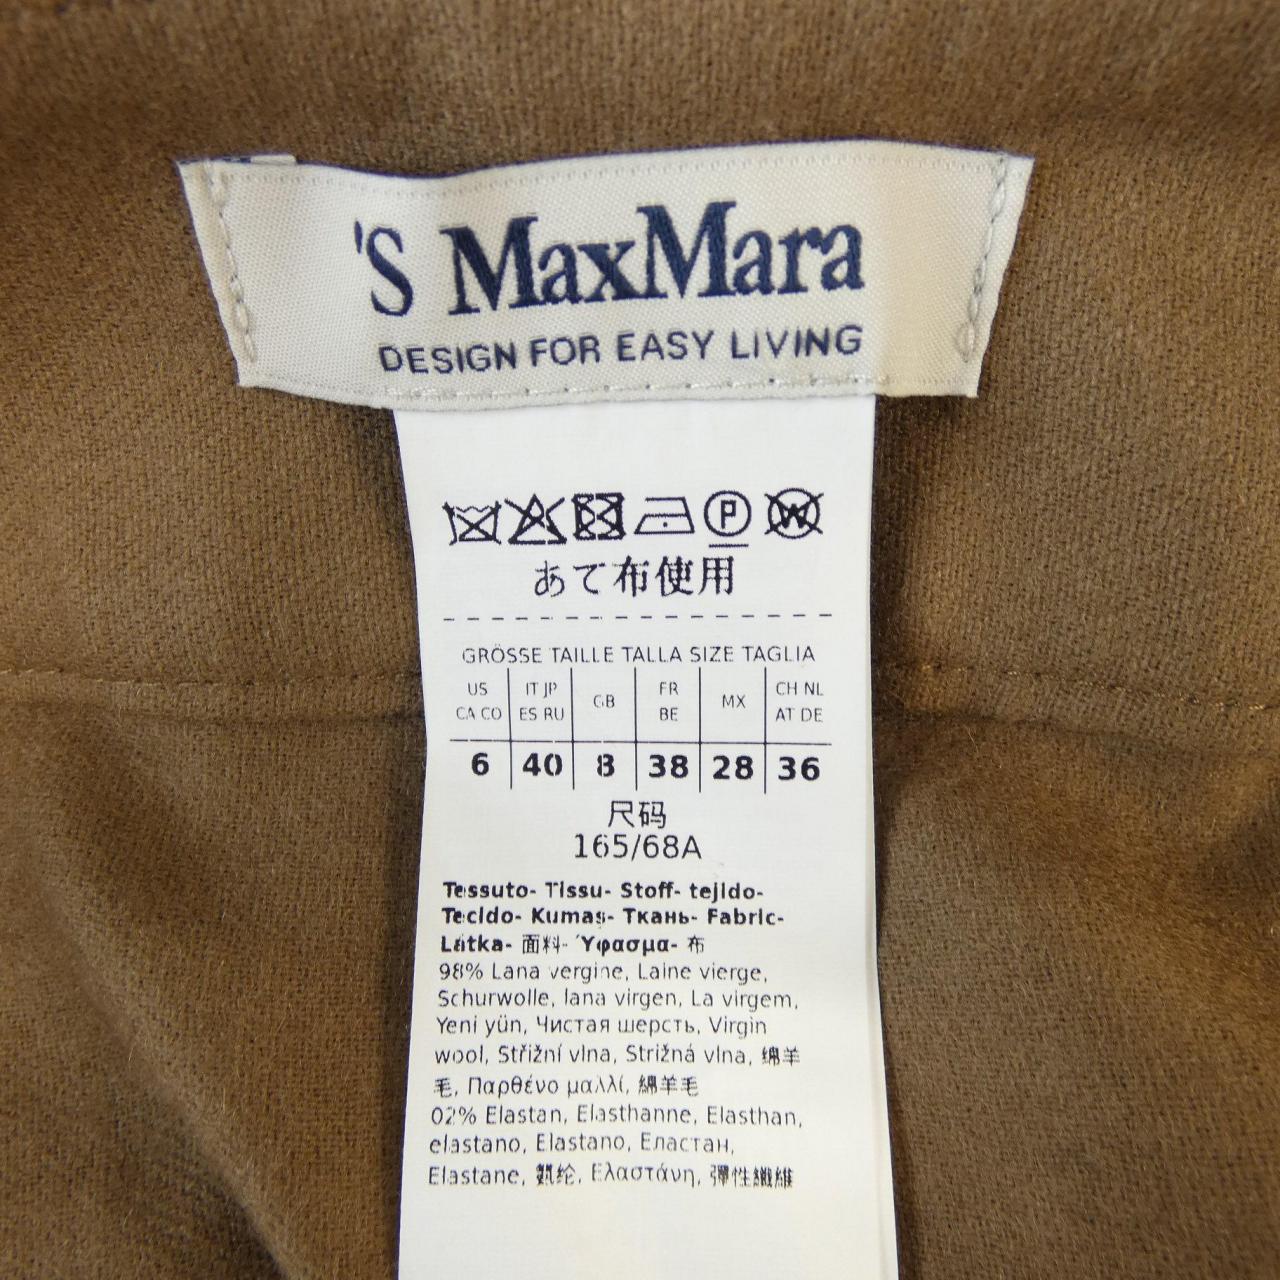 'S MaxMara
DESIGN FOR EASY LIVING
P W
あて布使用
GRÖSSE TAILLE TALLA SIZE TAGLIA
US IT JP GB FR MX CH NL
CA CO ES RU BE AT DE
6 40 8 38 28 36
尺码
165/68A
Tessuto- Tissu- Stoff- tejido-
Tecido- Kumaş- Ткань- Fabric-
Látka- 面料- Ύφασμα- 布
98% Lana vergine, Laine vierge,
Schurwolle, lana virgen, La virgem,
Yeni yün, Чистая шерсть, Virgin
wool, Střižní vlna, Strižná vlna, 绵羊
毛, Παρθένο μαλλί, 綿羊毛
02% Elastan, Elasthanne, Elasthan,
elastano, Elastano, Еластан,
Elastane, 氨纶, Ελαστάνη, 彈性纖維